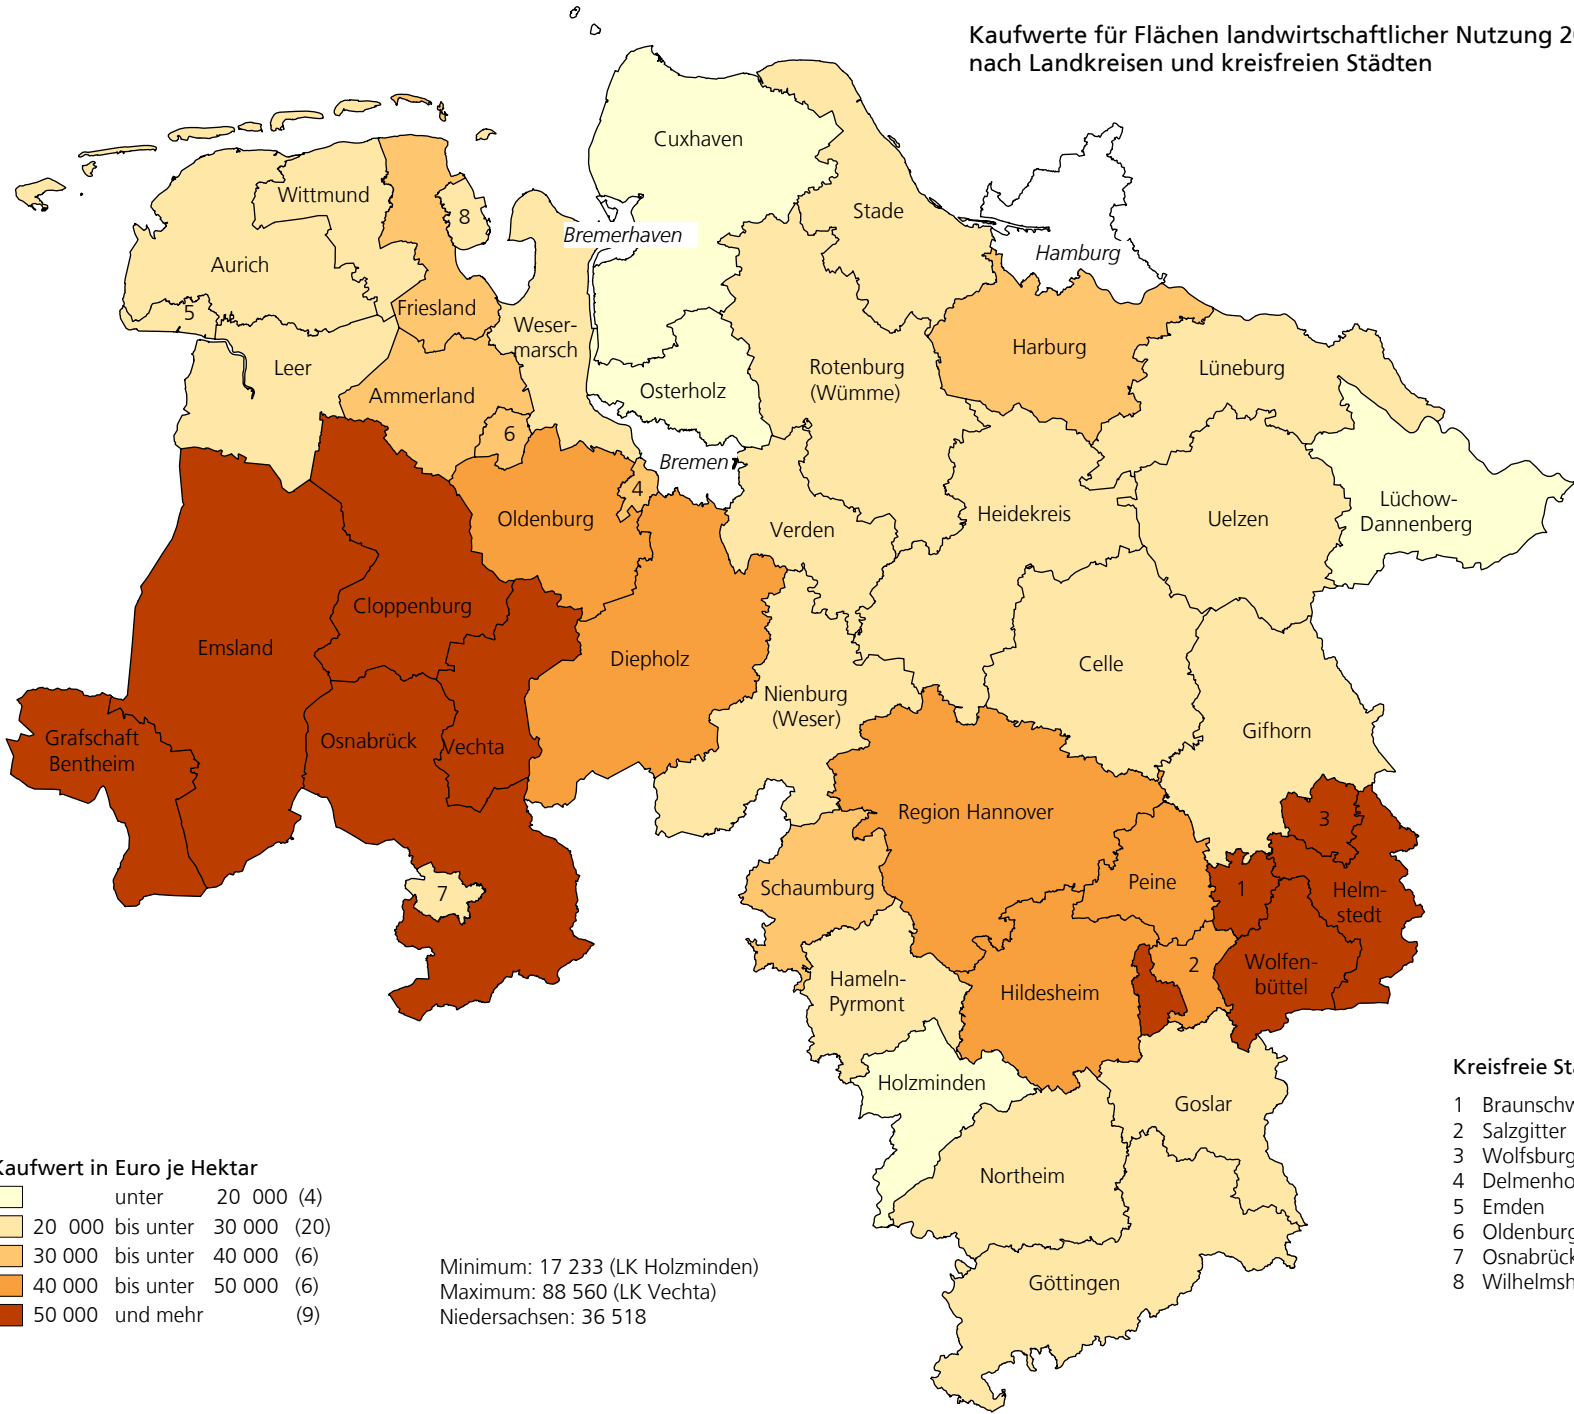 Kaufwerte für Flächen landwirtschaftlicher Nutzung
nach Landkreisen und kreisfreien Städten
Cuxhaven
Wittmund
8
Stade
Bremerhaven
Hamburg
Aurich
5
Friesland
Weser-
marsch
Harburg
Leer
Rotenburg
(Wümme)
Lüneburg
Ammerland
Osterholz
6
Bremen
4
Oldenburg
Verden
Heidekreis
Uelzen
Lüchow-
Dannenberg
Cloppenburg
Emsland
Diepholz
Celle
Nienburg
(Weser)
Gifhorn
Grafschaft
Bentheim
Osnabrück
Vechta
Region Hannover
3
Schaumburg
Peine
1
Helm-
stedt
7
Hameln-
Pyrmont
Hildesheim
2
Wolfen-
büttel
Holzminden
Goslar
Northeim
Göttingen
Kaufwert in Euro je Hektar
unter 20 000 (4)
20 000 bis unter 30 000 (20)
30 000 bis unter 40 000 (6)
40 000 bis unter 50 000 (6)
50 000 und mehr (9)
Minimum: 17 233 (LK Holzminden)
Maximum: 88 560 (LK Vechta)
Niedersachsen: 36 518
Kreisfreie
1
2 Salzgitter
3 Wolfsburg
4
5 Emden
6 Oldenburg
7 Osnabrück
8